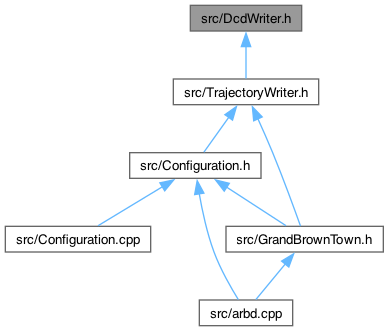 src/DcdWriter.h
src/TrajectoryWriter.h
src/Configuration.h
src/Configuration.cpp
src/GrandBrownTown.h
src/arbd.cpp